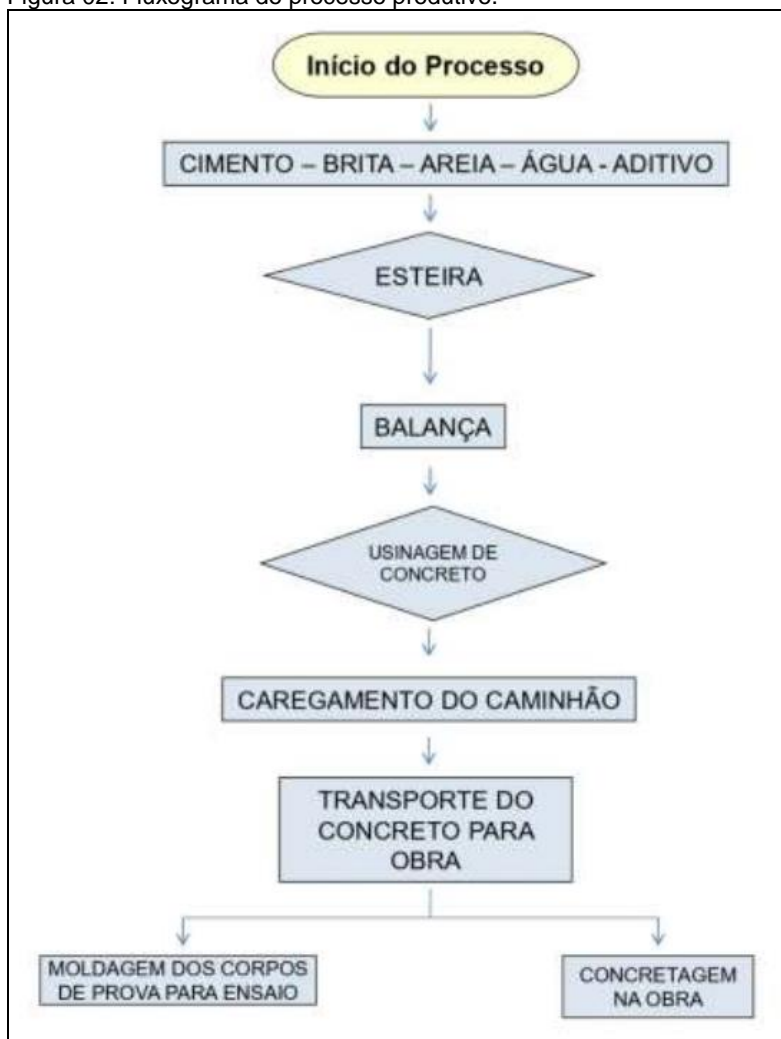 Figura 02: Fluxograma do processo produtivo.
Início do Processo
CIMENTO – BRITA – AREIA – ÁGUA - ADITIVO
ESTEIRA
BALANÇA
USINAGEM DE
CONCRETO
CAREGAMENTO DO CAMINHÃO
TRANSPORTE DO
CONCRETO PARA
OBRA
MOLDAGEM DOS CORPOS
DE PROVA PARA ENSAIO
CONCRETAGEM
NA OBRA